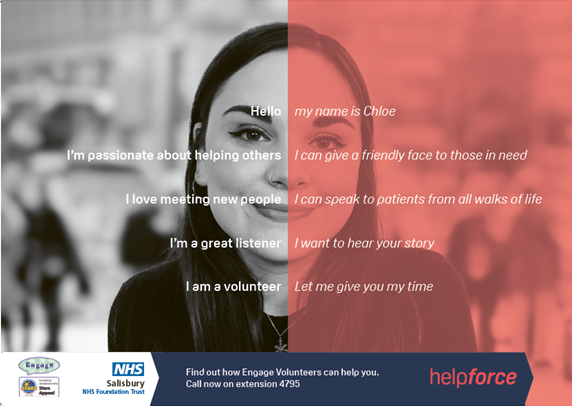 Hello my name is Chloe
I'm passionate about helping others I can give a friendly face to those in need
I love meeting new people I can speak to patients from all walks of life
I'm a great listener I want to hear your story
I am a volunteer Let me give you my time
Engage
Stars
Appeal
NHS
Salisbury
NHS Foundation Trust
Find out how Engage Volunteers can help you.
Call now on extension 4795
helpforce